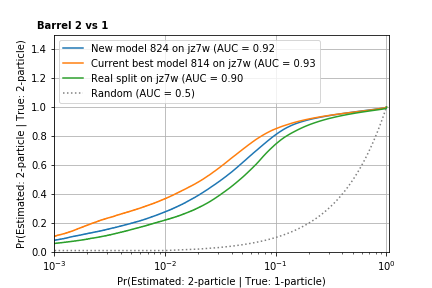 Barrel 2 vs 1
Pr(Estimated: 2-particle | True: 2-particle)
1.4
1.2
1.0
0.8
0.6
0.4
0.2
0.0
New model 824 on jz7w (AUC = 0.92
Current best model 814 on jz7w (AUC = 0.93
Real split on jz7w (AUC = 0.90
Random (AUC = 0.5)
10⁻³ 10⁻² 10⁻¹ 10⁰
Pr(Estimated: 2-particle | True: 1-particle)